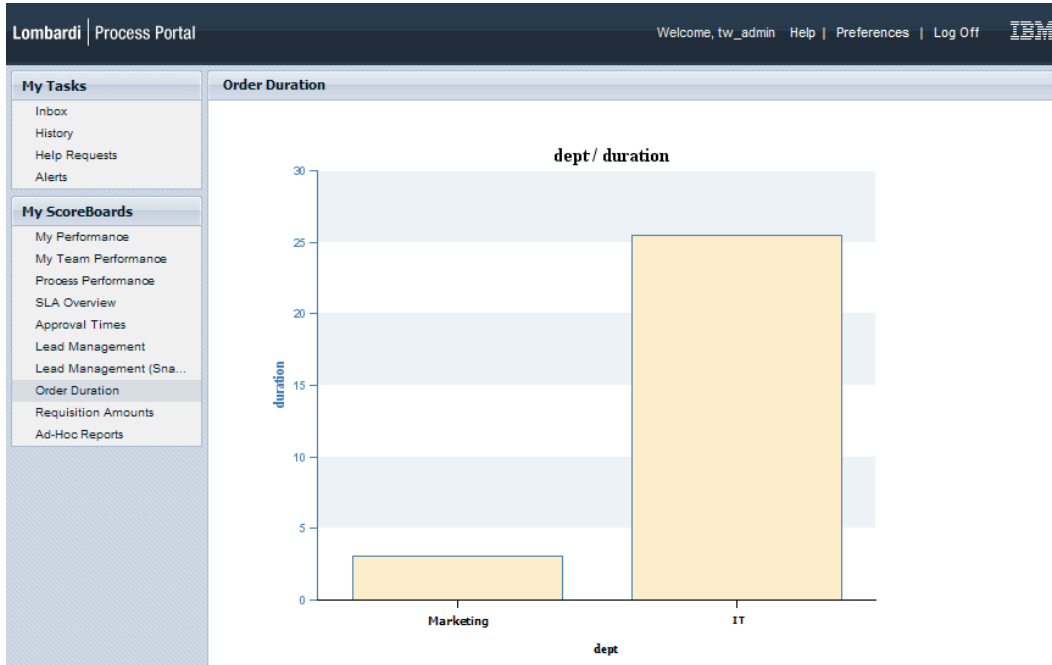 Lombardi | Process Portal
Welcome, tw_admin Help | Preferences | Log Off
IBM
My Tasks
Inbox
History
Help Requests
Alerts
My ScoreBoards
My Performance
My Team Performance
Process Performance
SLA Overview
Approval Times
Lead Management
Lead Management (Sna...
Order Duration
Requisition Amounts
Ad-Hoc Reports
Order Duration
dept / duration
30
25
20
15
10
5
0
duration
Marketing
IT
dept